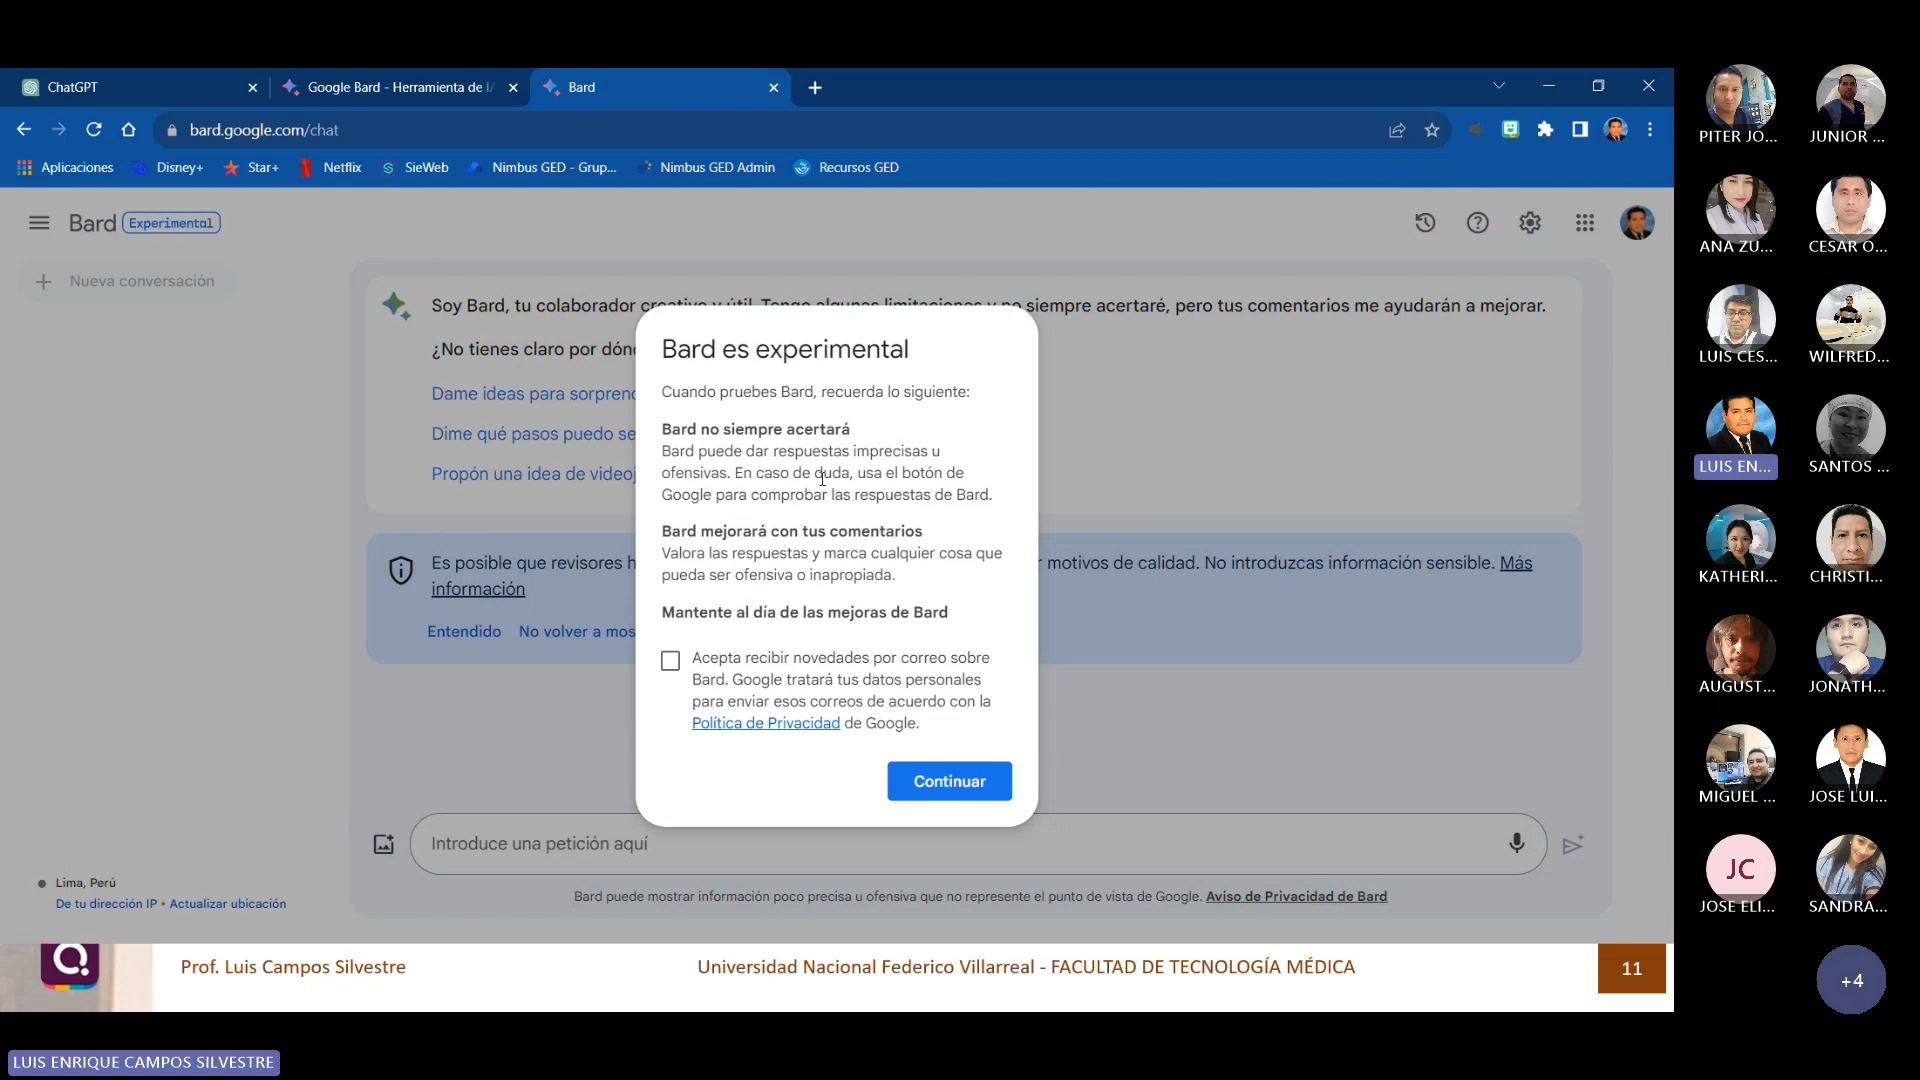 ChatGPT
Google Bard - Herramienta de I
Bard
bard.google.com/chat
Aplicaciones
Disney+
Star+
Netflix
SieWeb
Nimbus GED - Grup...
Nimbus GED Admin
Recursos GED
Bard Experimental
Nueva conversación
Soy Bard, tu colaborador creativo y útil. Tengo algunas limitaciones y no siempre acertaré, pero tus comentarios me ayudarán a mejorar.
¿No tienes claro por dón
Dame ideas para sorpren
Dime qué pasos puedo se
Propón una idea de video
Es posible que revisores h
motivos de calidad. No introduzcas información sensible. Más
información
Entendido No volver a mos
Bard es experimental
Cuando pruebes Bard, recuerda lo siguiente:
Bard no siempre acertará
Bard puede dar respuestas imprecisas u
ofensivas. En caso de duda, usa el botón de
Google para comprobar las respuestas de Bard.
Bard mejorará con tus comentarios
Valora las respuestas y marca cualquier cosa que
pueda ser ofensiva o inapropiada.
Mantente al día de las mejoras de Bard
Acepta recibir novedades por correo sobre
Bard. Google tratará tus datos personales
para enviar esos correos de acuerdo con la
Política de Privacidad de Google.
Continuar
Introduce una petición aquí
Lima, Perú
De tu dirección IP • Actualizar ubicación
Bard puede mostrar información poco precisa u ofensiva que no represente el punto de vista de Google. Aviso de Privacidad de Bard
Prof. Luis Campos Silvestre
Universidad Nacional Federico Villarreal - FACULTAD DE TECNOLOGÍA MÉDICA
11
LUIS ENRIQUE CAMPOS SILVESTRE
PITER JO...
JUNIOR ...
ANA ZU...
CESAR O...
LUIS CES...
WILFRED...
LUIS EN...
SANTOS ...
KATHERI...
CHRISTI...
AUGUST...
JONATH...
MIGUEL ...
JOSE LUI...
JC
JOSE ELI...
SANDRA...
+4